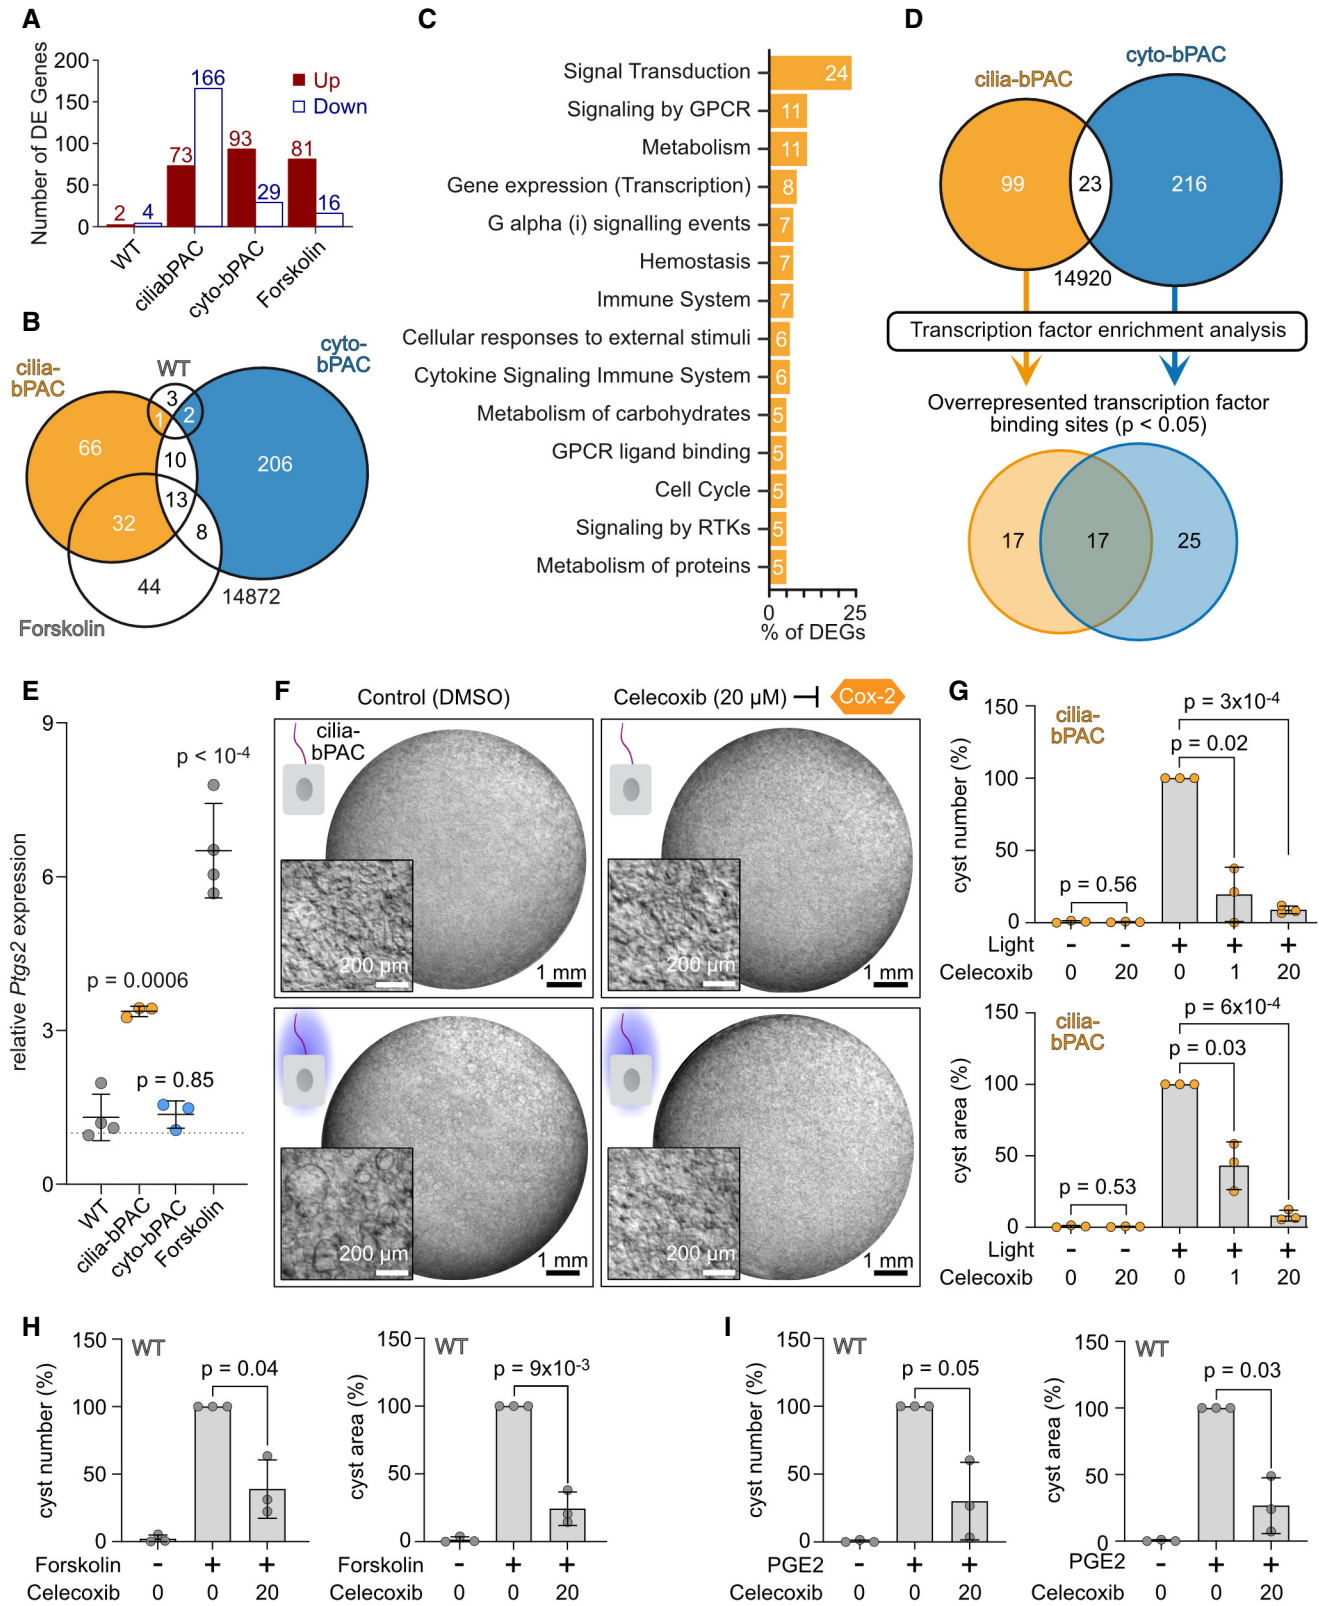 A
Number of DE Genes
200
150
100
50
0
Up
Down
2
4
73
166
93
29
81
16
WT
ciliabPAC
cyto-bPAC
Forskolin
B
cilia-
bPAC
WT
cyto-
bPAC
3
1
2
66
10
206
13
32
8
44
14872
Forskolin
C
Signal Transduction
24
Signaling by GPCR
11
Metabolism
11
Gene expression (Transcription)
8
G alpha (i) signalling events
7
Hemostasis
7
Immune System
7
Cellular responses to external stimuli
6
Cytokine Signaling Immune System
6
Metabolism of carbohydrates
5
GPCR ligand binding
5
Cell Cycle
5
Signaling by RTKs
5
Metabolism of proteins
5
0
25
% of DEGs
D
cilia-bPAC
cyto-bPAC
99
23
216
14920
Transcription factor enrichment analysis
Overrepresented transcription factor
binding sites (p < 0.05)
17
17
25
E
relative Ptgs2 expression
9
6
3
0
p < 10-4
p = 0.0006
p = 0.85
WT
cilia-bPAC
cyto-bPAC
Forskolin
F
Control (DMSO)
Celecoxib (20 µM)
Cox-2
cilia-
bPAC
200 µm
1 mm
200 µm
1 mm
200 µm
1 mm
200 µm
1 mm
G
cyst number (%)
150
100
50
0
cilia-
bPAC
p = 3x10-4
p = 0.02
p = 0.56
Light - - + + +
Celecoxib 0 20 0 1 20
cyst area (%)
150
100
50
0
cilia-
bPAC
p = 6x10-4
p = 0.03
p = 0.53
Light - - + + +
Celecoxib 0 20 0 1 20
H
cyst number (%)
150
100
50
0
WT
p = 0.04
Forskolin - + +
Celecoxib 0 0 20
cyst area (%)
150
100
50
0
WT
p = 9x10-3
Forskolin - + +
Celecoxib 0 0 20
I
cyst number (%)
150
100
50
0
WT
p = 0.05
PGE2 - + +
Celecoxib 0 0 20
cyst area (%)
150
100
50
0
WT
p = 0.03
PGE2 - + +
Celecoxib 0 0 20